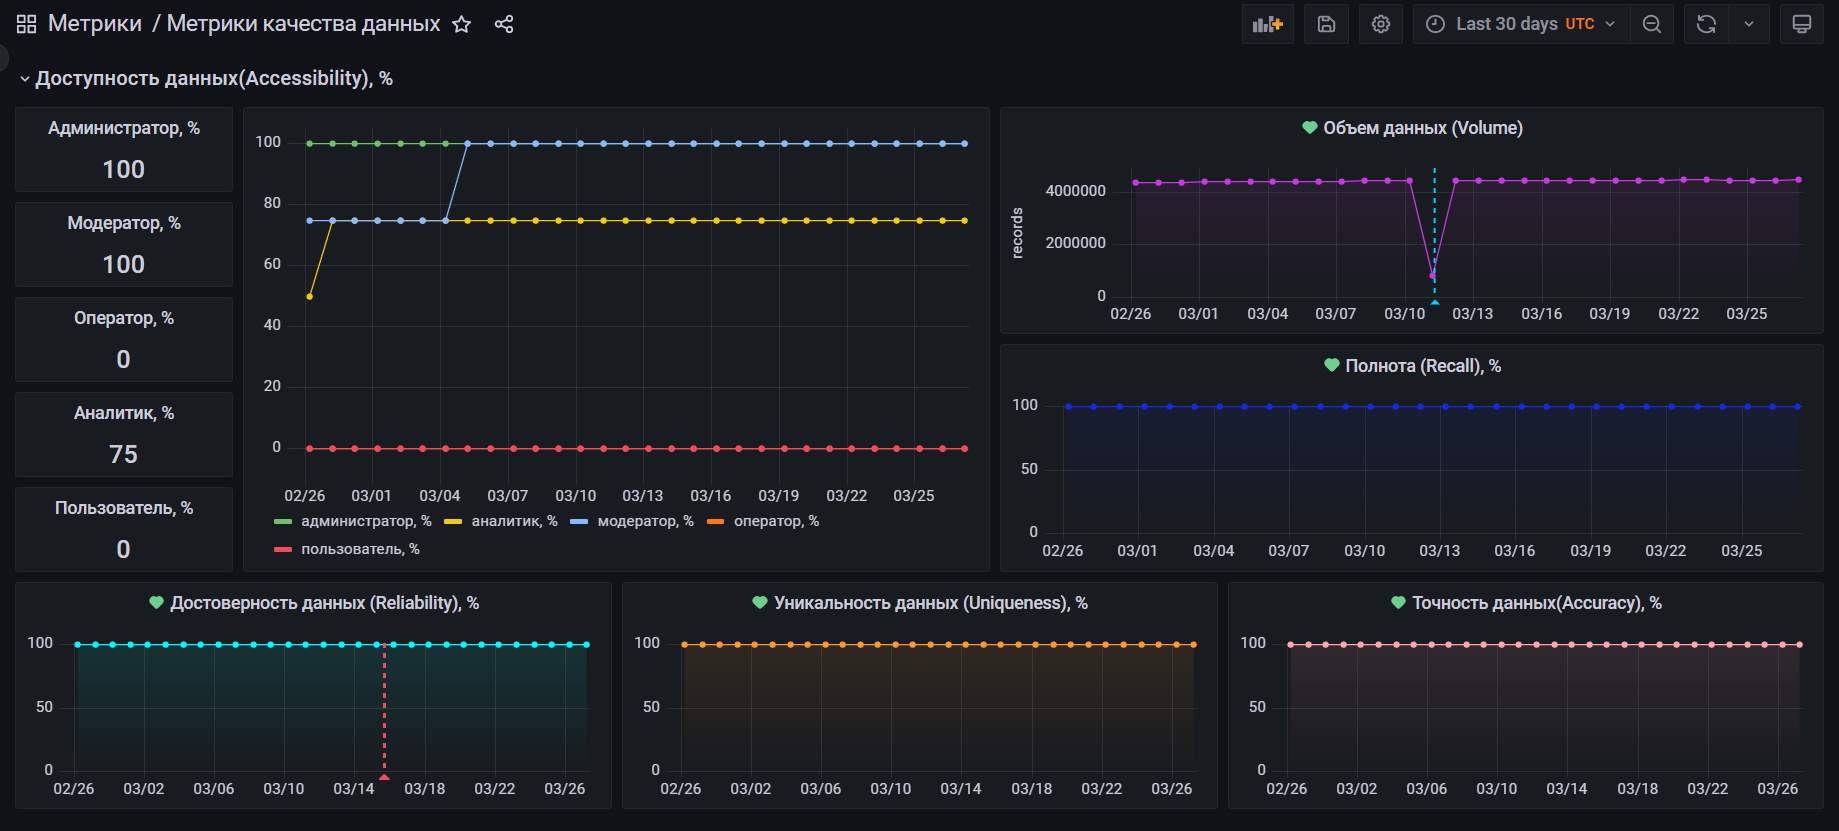 Метрики / Метрики качества данных
Last 30 days UTC
Доступность данных(Accessibility), %
Администратор, %
100
Модератор, %
100
Оператор, %
0
Аналитик, %
75
Пользователь, %
0
100
80
60
40
20
0
02/26 03/01 03/04 03/07 03/10 03/13 03/16 03/19 03/22 03/25
администратор, % аналитик, % модератор, % оператор, %
пользователь, %
Объем данных (Volume)
records
4000000
2000000
0
02/26 03/01 03/04 03/07 03/10 03/13 03/16 03/19 03/22 03/25
Полнота (Recall), %
100
50
0
02/26 03/01 03/04 03/07 03/10 03/13 03/16 03/19 03/22 03/25
Достоверность данных (Reliability), %
100
50
0
02/26 03/02 03/06 03/10 03/14 03/18 03/22 03/26
Уникальность данных (Uniqueness), %
100
50
0
02/26 03/02 03/06 03/10 03/14 03/18 03/22 03/26
Точность данных(Accuracy), %
100
50
0
02/26 03/02 03/06 03/10 03/14 03/18 03/22 03/26